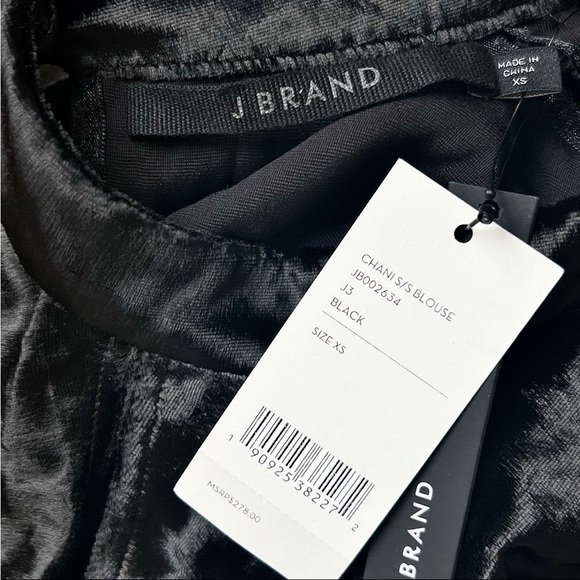 J BRAND
MADE IN
CHINA
XS
CHANI S/S BLOUSE
JB002634
J3
BLACK
SIZE XS
1 90925 38227 2
MSRP$278.00
BRAND